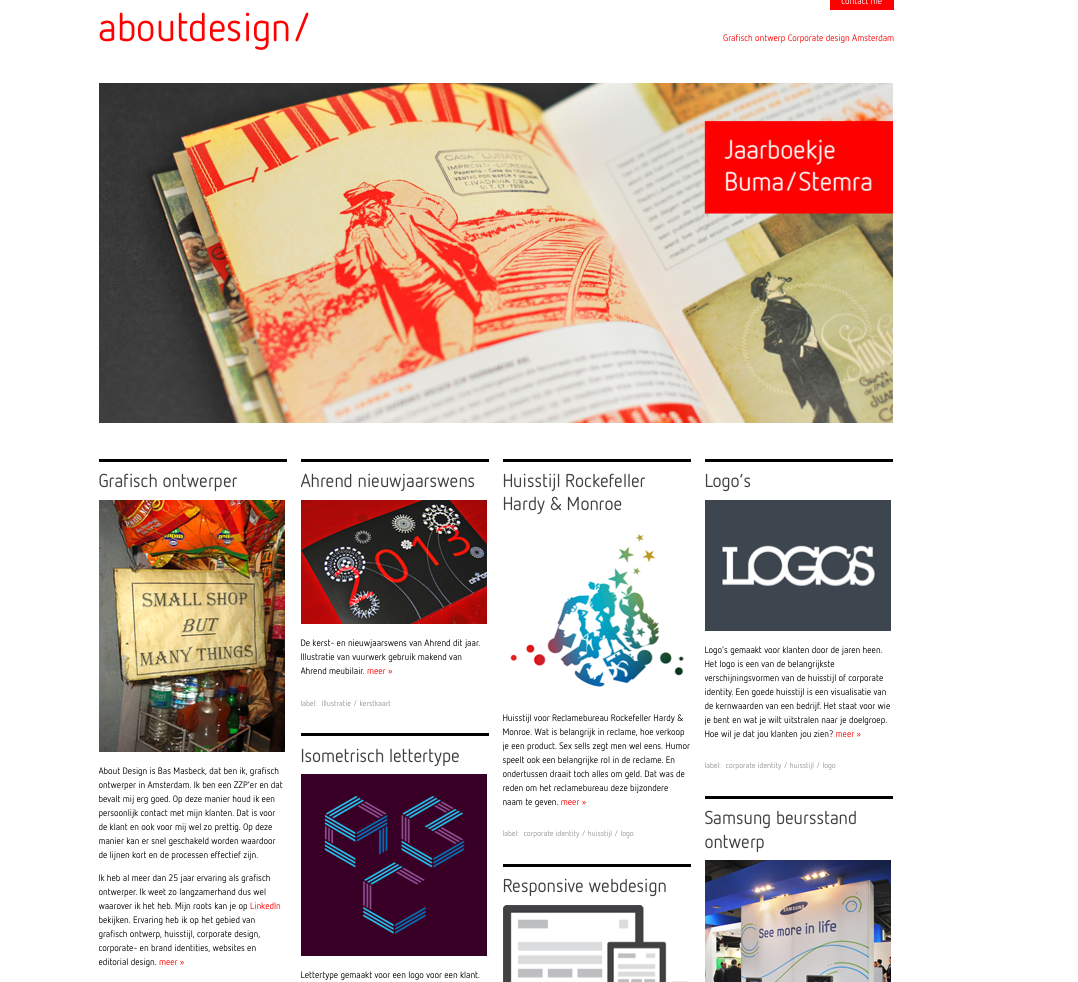 contact me
aboutdesign/
Grafisch ontwerp Corporate design Amsterdam
LINYERA
CASA "LURATI"
IMPRENTA-LIBRERIA
Jaarboekje
Buma/Stemra
Grafisch ontwerper
SMALL SHOP
BUT
MANY THINGS
About Design is Bas Masbeck, dat ben ik, grafisch
ontwerper in Amsterdam. Ik ben een ZZP'er en dat
bevalt mij erg goed. Op deze manier houd ik een
persoonlijk contact met mijn klanten. Dat is voor
de klant en ook voor mij wel zo prettig. Op deze
manier kan er snel geschakeld worden waardoor
de lijnen kort en de processen effectief zijn.
Ik heb al meer dan 25 jaar ervaring als grafisch
ontwerper. Ik weet zo langzamerhand dus wel
waarover ik het heb. Mijn roots kan je op LinkedIn
bekijken. Ervaring heb ik op het gebied van
grafisch ontwerp, huisstijl, corporate design,
corporate- en brand identities, websites en
editorial design. meer »
Ahrend nieuwjaarswens
2013
De kerst- en nieuwjaarswens van Ahrend dit jaar.
Illustratie van vuurwerk gebruik makend van
Ahrend meubilair. meer »
label: Illustratie / kerstkaart
Isometrisch lettertype
A B
C
Lettertype gemaakt voor een logo voor een klant.
Huisstijl Rockefeller
Hardy & Monroe
Huisstijl voor Reclamebureau Rockefeller Hardy &
Monroe. Wat is belangrijk in reclame, hoe verkoop
je een product. Sex sells zegt men wel eens. Humor
speelt ook een belangrijke rol in de reclame. En
ondertussen draait toch alles om geld. Dat was de
reden om het reclamebureau deze bijzondere
naam te geven. meer »
label: corporate identity / huisstijl / logo
Responsive webdesign
Logo's
LOGOS
Logo's gemaakt voor klanten door de jaren heen.
Het logo is een van de belangrijkste
verschijningsvormen van de huisstijl of corporate
identity. Een goede huisstijl is een visualisatie van
de kernwaarden van een bedrijf. Het staat voor wie
je bent en wat je wilt uitstralen naar je doelgroep.
Hoe wil je dat jou klanten jou zien? meer »
label: corporate identity / huisstijl / logo
Samsung beursstand
ontwerp
SAMSUNG
See more in life